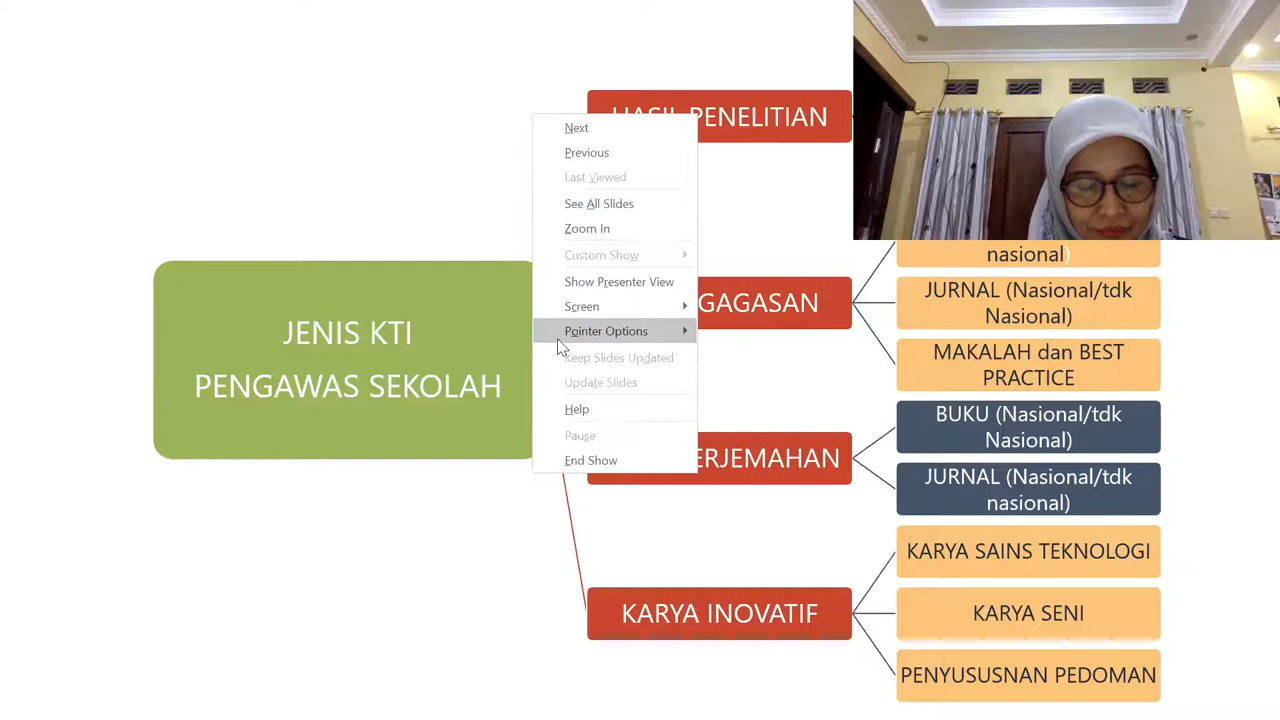 JENIS KTI
PENGAWAS SEKOLAH
HASIL PENELITIAN
GAGASAN
ERJEMAHAN
KARYA INOVATIF
nasional)
JURNAL (Nasional/tdk
Nasional)
MAKALAH dan BEST
PRACTICE
BUKU (Nasional/tdk
Nasional)
JURNAL (Nasional/tdk
nasional)
KARYA SAINS TEKNOLOGI
KARYA SENI
PENYUSUSNAN PEDOMAN
Next
Previous
Last Viewed
See All Slides
Zoom In
Custom Show
Show Presenter View
Screen
Pointer Options
Keep Slides Updated
Update Slides
Help
Pause
End Show